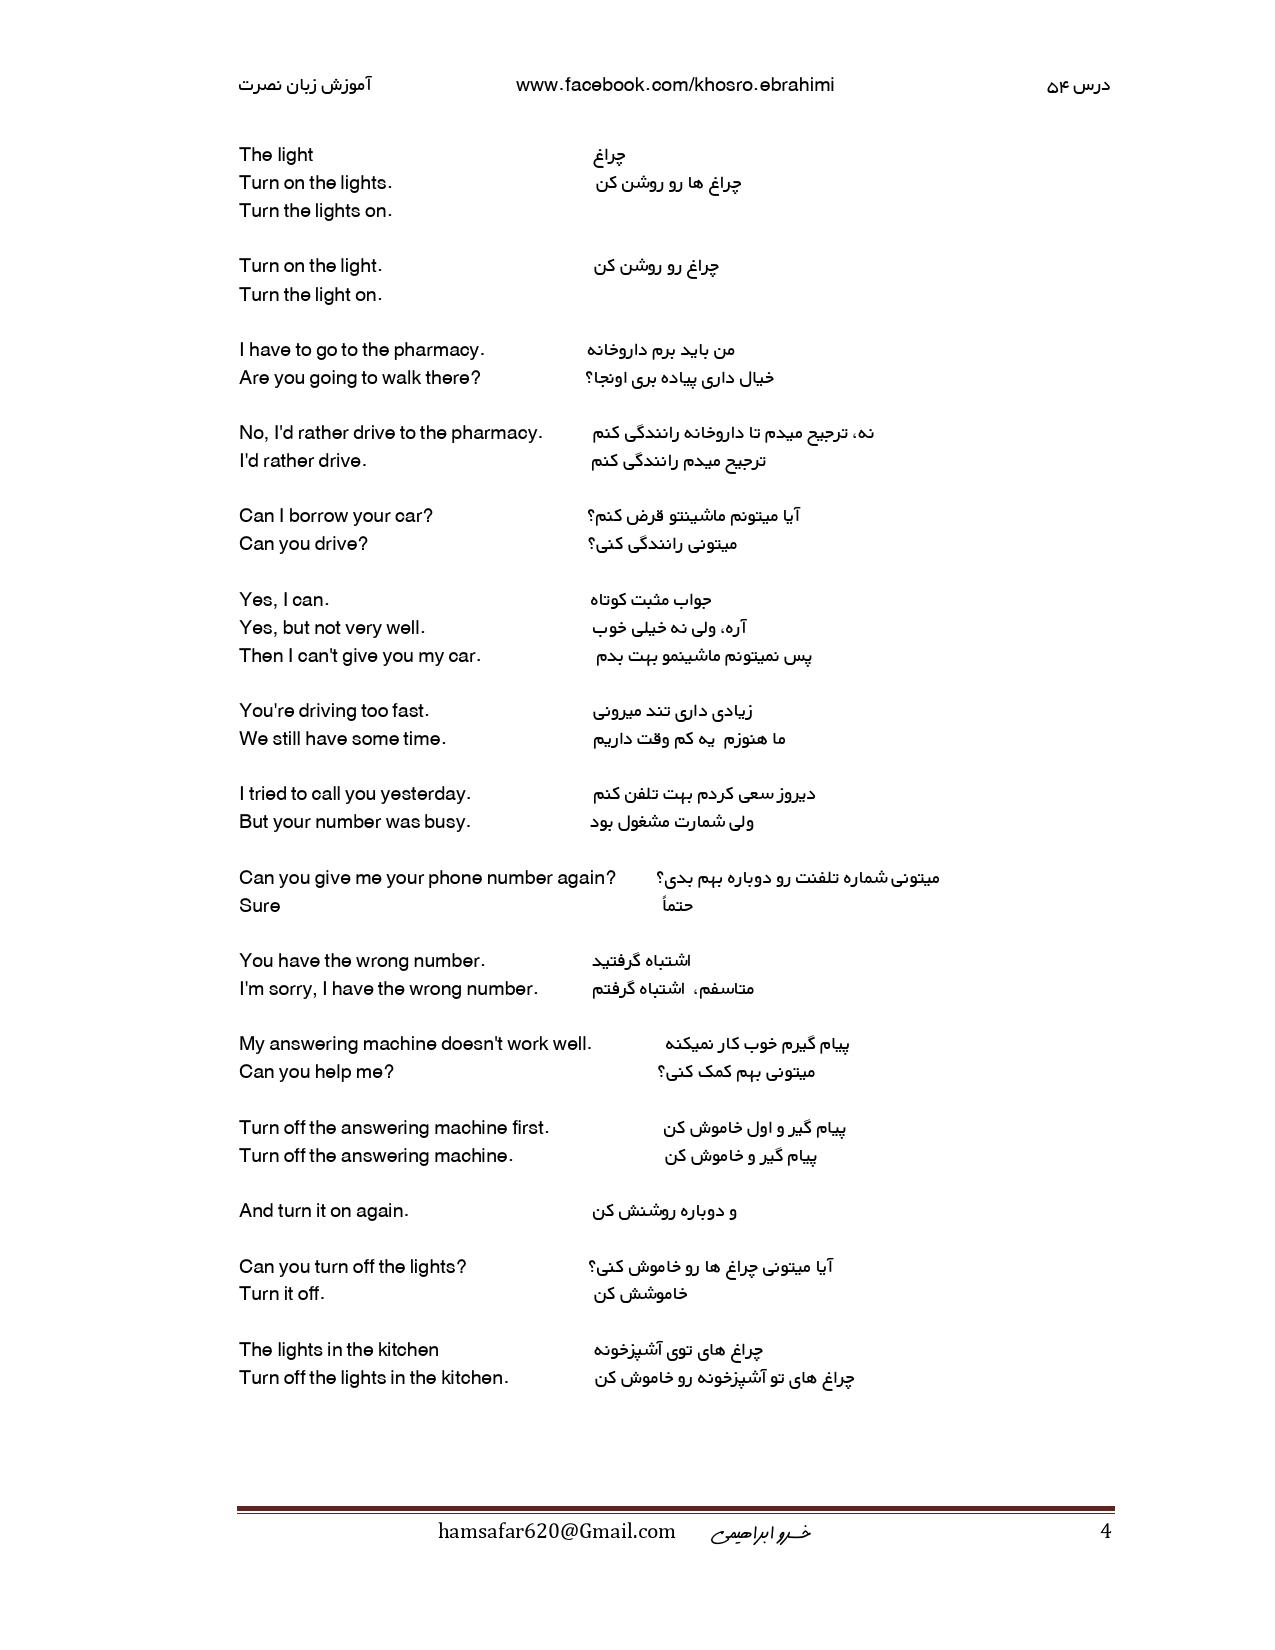 آموزش زبان نصرت www.facebook.com/khosro.ebrahimi درس ۵۴
The light چراغ
Turn on the lights. چراغ ها رو روشن کن
Turn the lights on.
Turn on the light. چراغ رو روشن کن
Turn the light on.
I have to go to the pharmacy. من باید برم داروخانه
Are you going to walk there? خیال داری پیاده بری اونجا؟
No, I'd rather drive to the pharmacy. نه، ترجیح میدم تا داروخانه رانندگی کنم
I'd rather drive. ترجیح میدم رانندگی کنم
Can I borrow your car? آیا میتونم ماشینتو قرض کنم؟
Can you drive? میتونی رانندگی کنی؟
Yes, I can. جواب مثبت کوتاه
Yes, but not very well. آره، ولی نه خیلی خوب
Then I can't give you my car. پس نمیتونم ماشینمو بهت بدم
You're driving too fast. زیادی داری تند میرونی
We still have some time. ما هنوزم یه کم وقت داریم
I tried to call you yesterday. دیروز سعی کردم بهت تلفن کنم
But your number was busy. ولی شمارت مشغول بود
Can you give me your phone number again? میتونی شماره تلفنت رو دوباره بهم بدی؟
Sure حتماً
You have the wrong number. اشتباه گرفتید
I'm sorry, I have the wrong number. متاسفم، اشتباه گرفتم
My answering machine doesn't work well. پیام گیرم خوب کار نمیکنه
Can you help me? میتونی بهم کمک کنی؟
Turn off the answering machine first. پیام گیر و اول خاموش کن
Turn off the answering machine. پیام گیر و خاموش کن
And turn it on again. و دوباره روشنش کن
Can you turn off the lights? آیا میتونی چراغ ها رو خاموش کنی؟
Turn it off. خاموشش کن
The lights in the kitchen چراغ های توی آشپزخونه
Turn off the lights in the kitchen. چراغ های تو آشپزخونه رو خاموش کن
hamsafar620@Gmail.com خسرو ابراهیمی 4